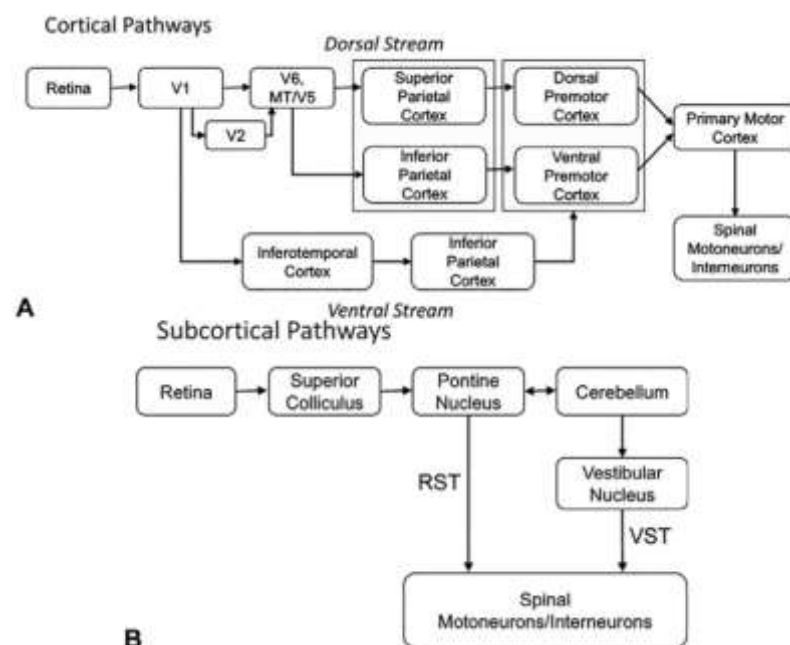 Cortical Pathways
Dorsal Stream
Retina
V1
V2
V6,
MT/V5
Superior
Parietal
Cortex
Dorsal
Premotor
Cortex
Primary Motor
Cortex
Inferior
Parietal
Cortex
Ventral
Premotor
Cortex
Spinal
Motoneurons/
Interneurons
Inferotemporal
Cortex
Inferior
Parietal
Cortex
A
Ventral Stream
Subcortical Pathways
Retina
Superior
Colliculus
Pontine
Nucleus
Cerebellum
Vestibular
Nucleus
RST
VST
Spinal
Motoneurons/Interneurons
B